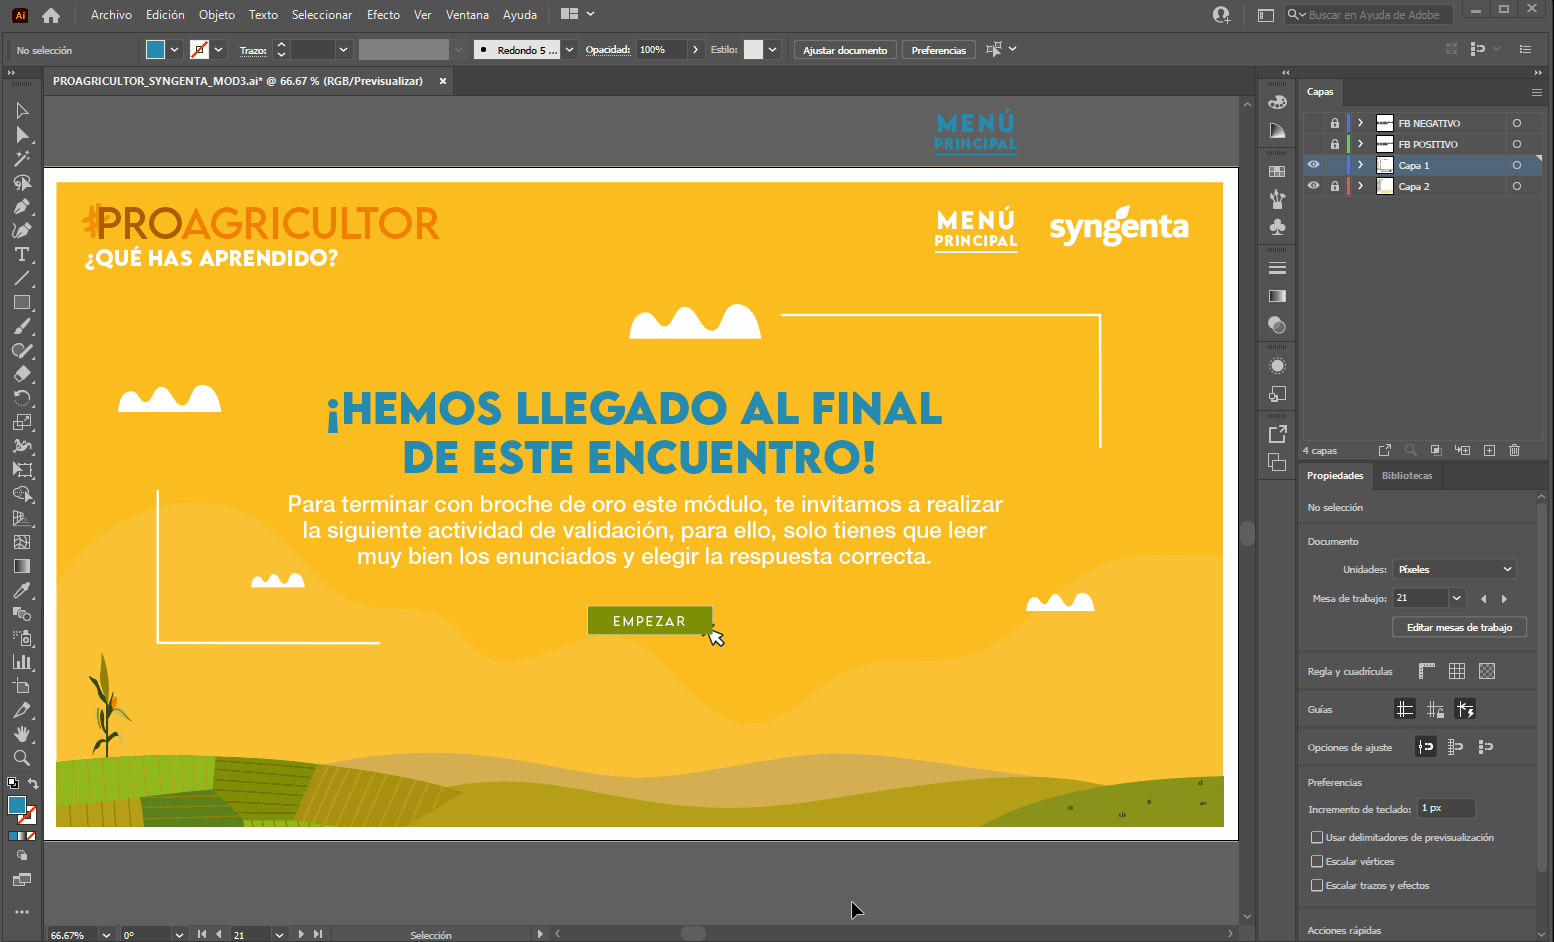 Ai
Archivo Edición Objeto Texto Seleccionar Efecto Ver Ventana Ayuda
Buscar en Ayuda de Adobe
No selección
Trazo:
Redondo 5 ...
Opacidad: 100%
Estilo:
Ajustar documento
Preferencias
PROAGRICULTOR_SYNGENTA_MOD3.ai* @ 66.67 % (RGB/Previsualizar)
MENÚ
PRINCIPAL
#PROAGRICULTOR
¿QUÉ HAS APRENDIDO?
MENÚ
PRINCIPAL
syngenta
¡HEMOS LLEGADO AL FINAL
DE ESTE ENCUENTRO!
Para terminar con broche de oro este módulo, te invitamos a realizar
la siguiente actividad de validación, para ello, solo tienes que leer
muy bien los enunciados y elegir la respuesta correcta.
EMPEZAR
Capas
FB NEGATIVO
FB POSITIVO
Capa 1
Capa 2
4 capas
Propiedades Bibliotecas
No selección
Documento
Unidades: Píxeles
Mesa de trabajo: 21
Editar mesas de trabajo
Regla y cuadrículas
Guías
Opciones de ajuste
Preferencias
Incremento de teclado: 1 px
Usar delimitadores de previsualización
Escalar vértices
Escalar trazos y efectos
Acciones rápidas
66.67% 0° 21 Selección